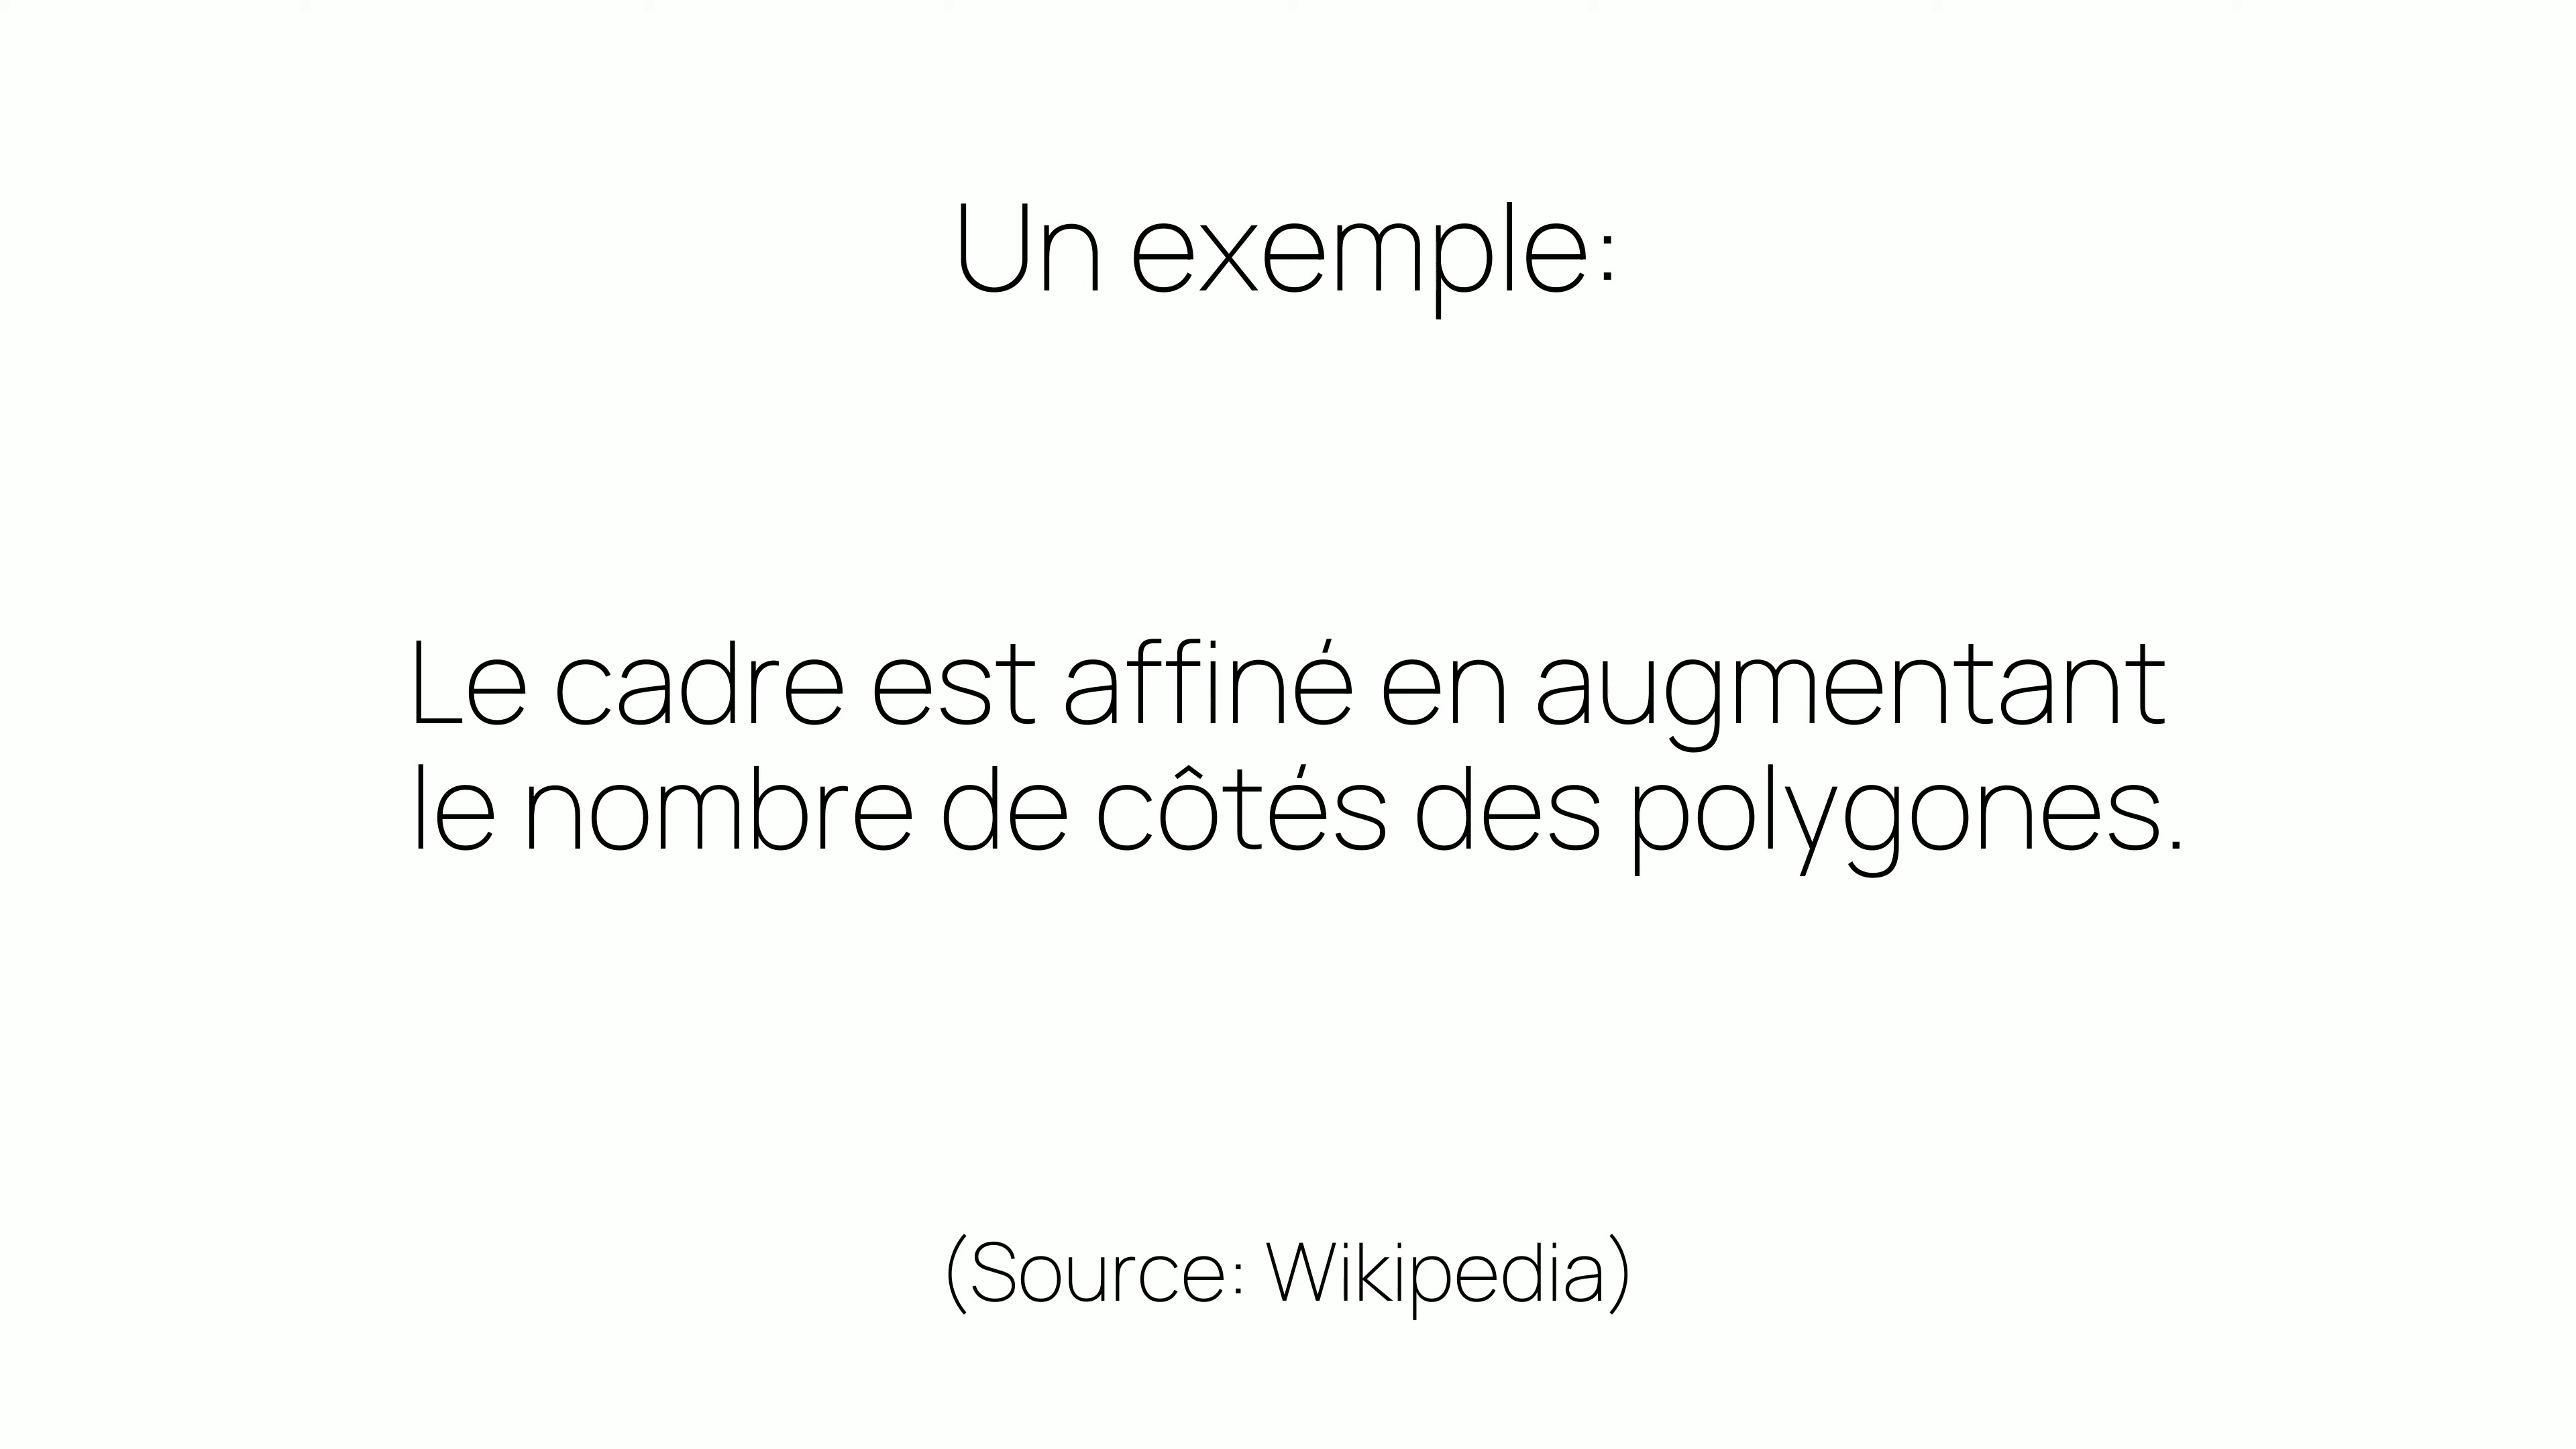 Un exemple:
Le cadre est affiné en augmentant
le nombre de côtés des polygones.
(Source: Wikipedia)